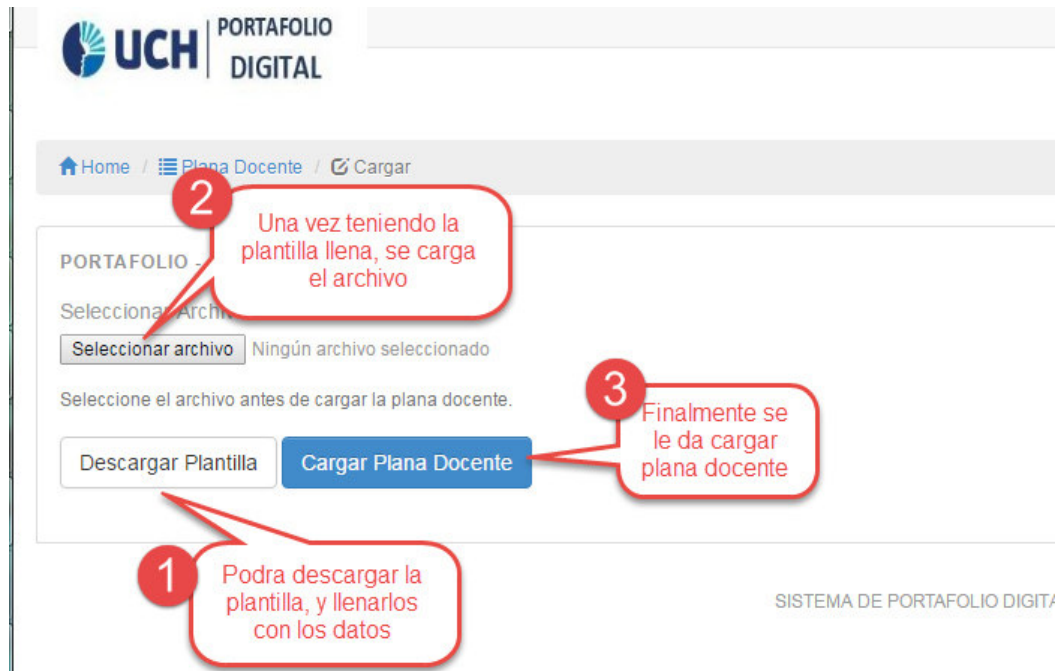 UCH
PORTAFOLIO
DIGITAL
Home / Plana Docente / Cargar
2
Una vez teniendo la
plantilla llena, se carga
el archivo
PORTAFOLIO -
Seleccionar Archi
Seleccionar archivo Ningún archivo seleccionado
Seleccione el archivo antes de cargar la plana docente.
3
Finalmente se
le da cargar
plana docente
Descargar Plantilla Cargar Plana Docente
1
Podra descargar la
plantilla, y llenarlos
con los datos
SISTEMA DE PORTAFOLIO DIGITA